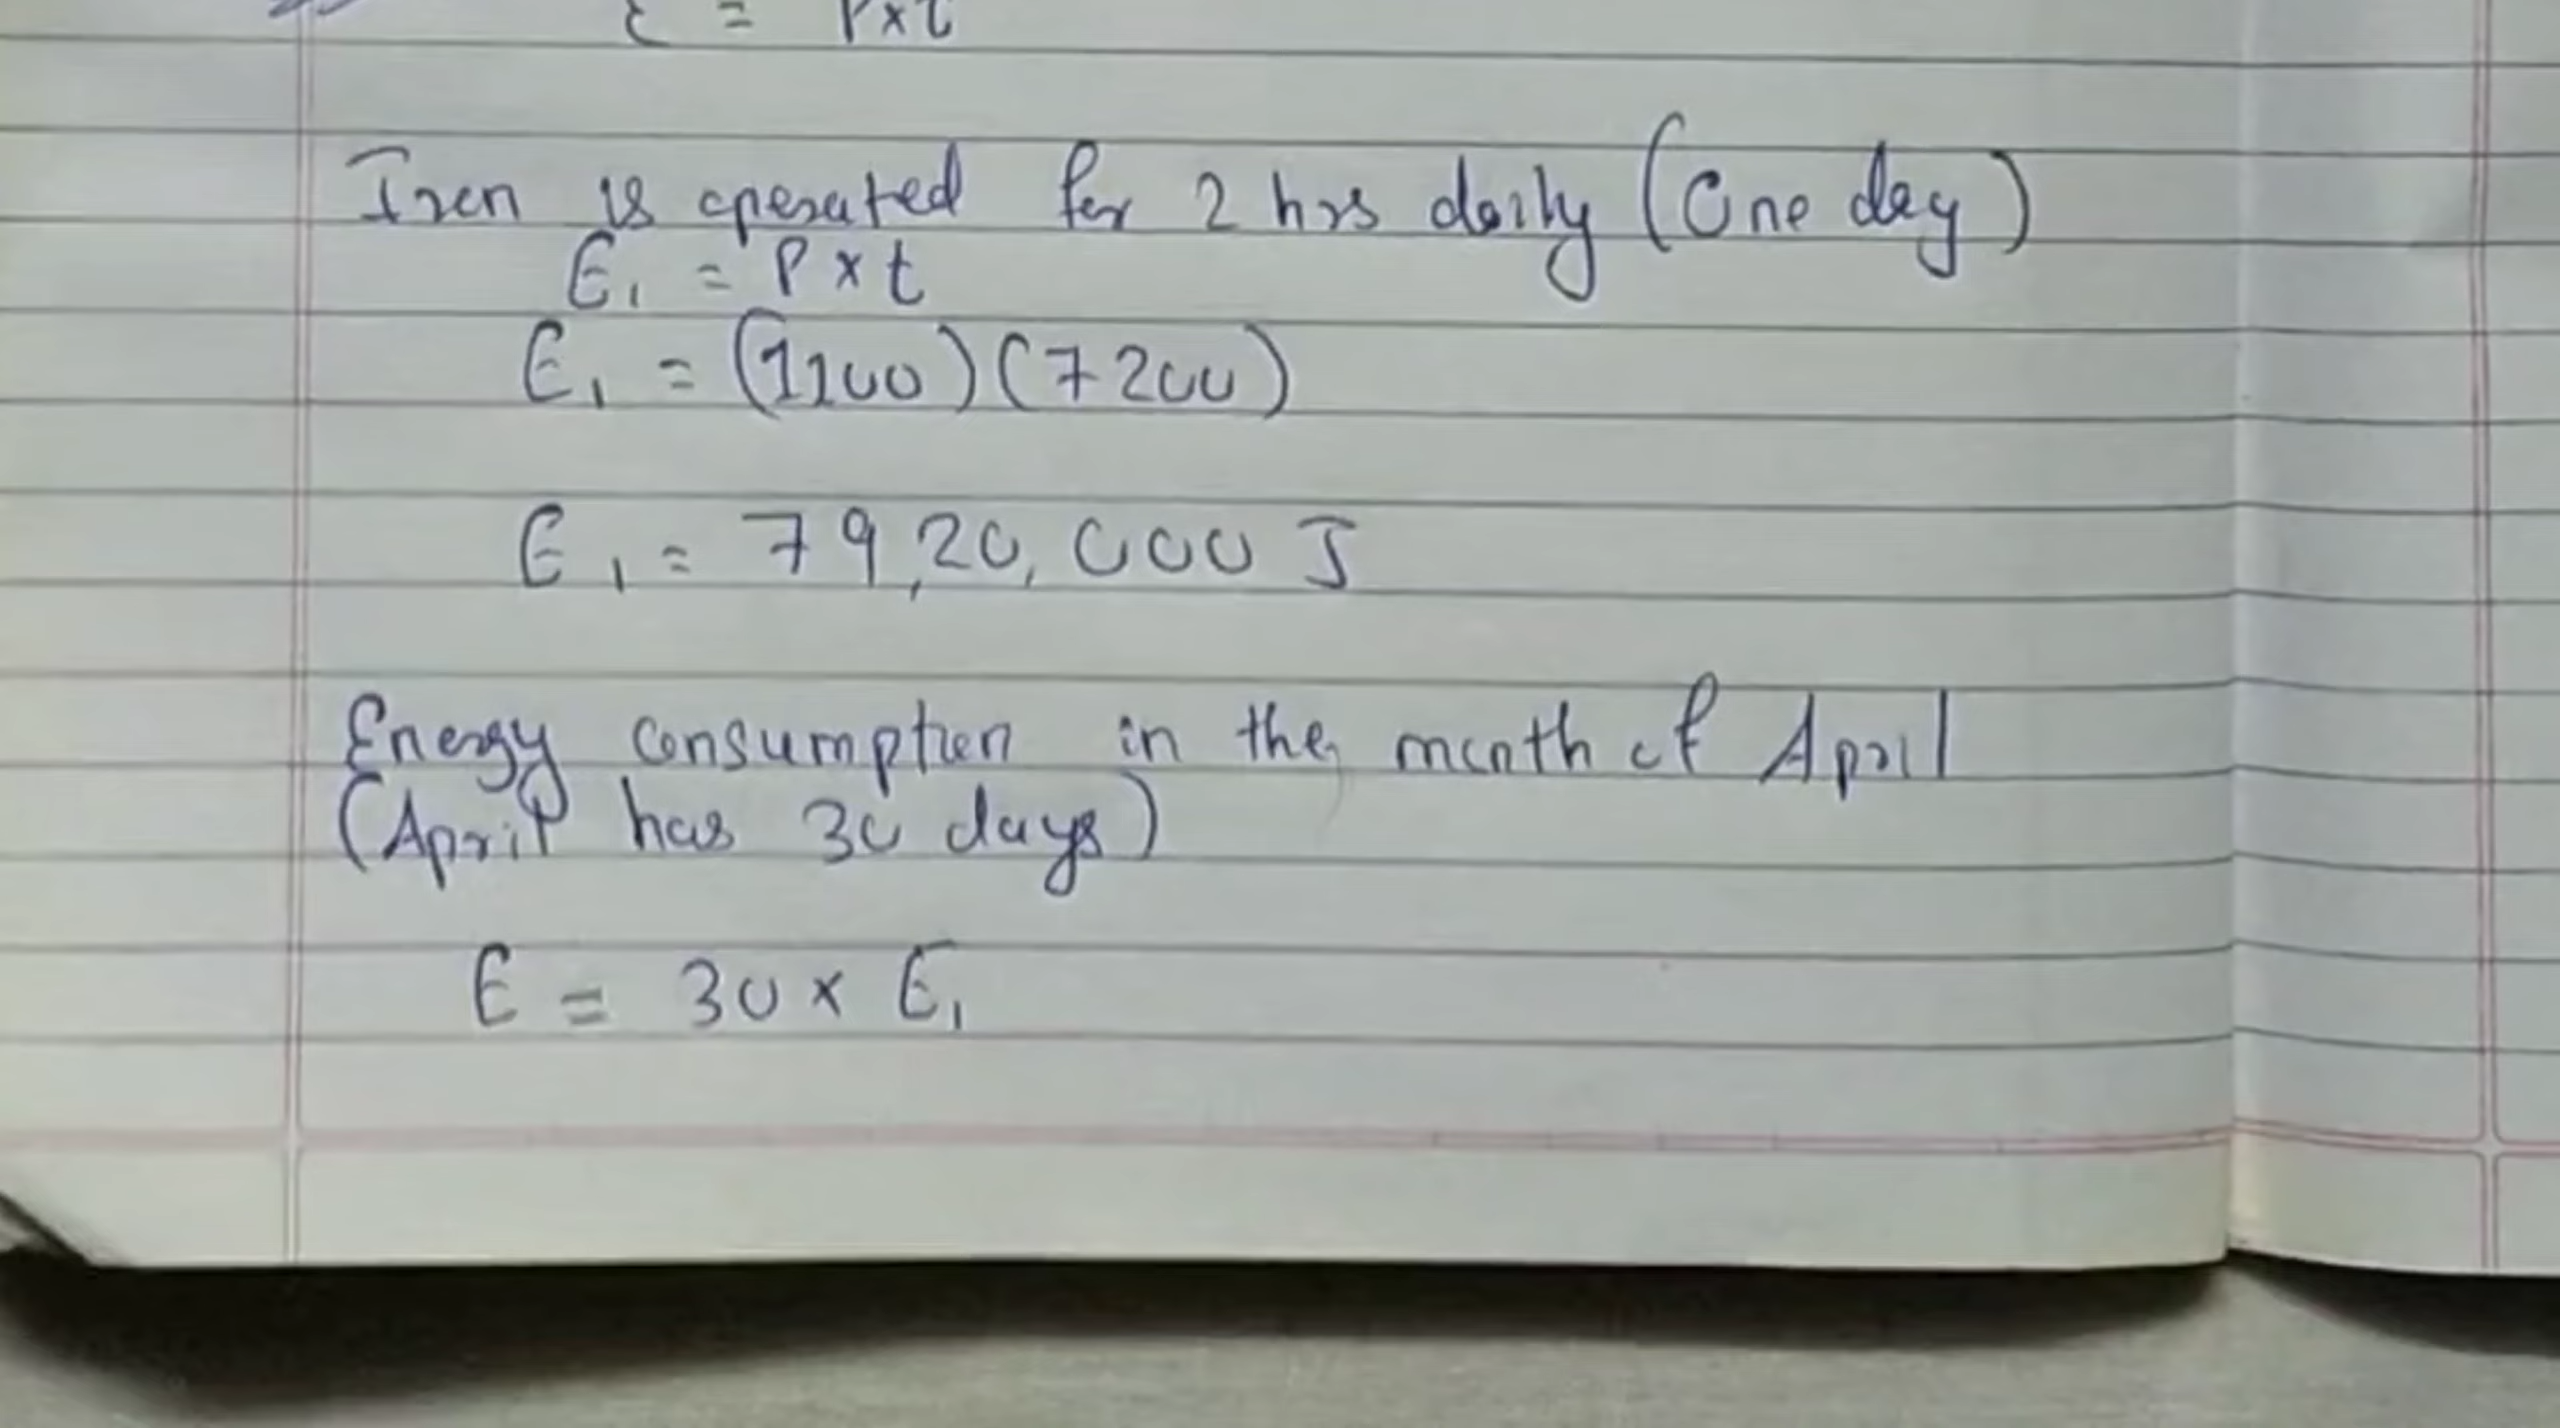 E = P×t
Iron is operated for 2 hrs daily (One day)
E₁ = P × t
E₁ = (1100)(7200)
E₁ = 79,20,000 J
Energy consumption in the month of April
(April has 30 days)
E = 30 × E₁